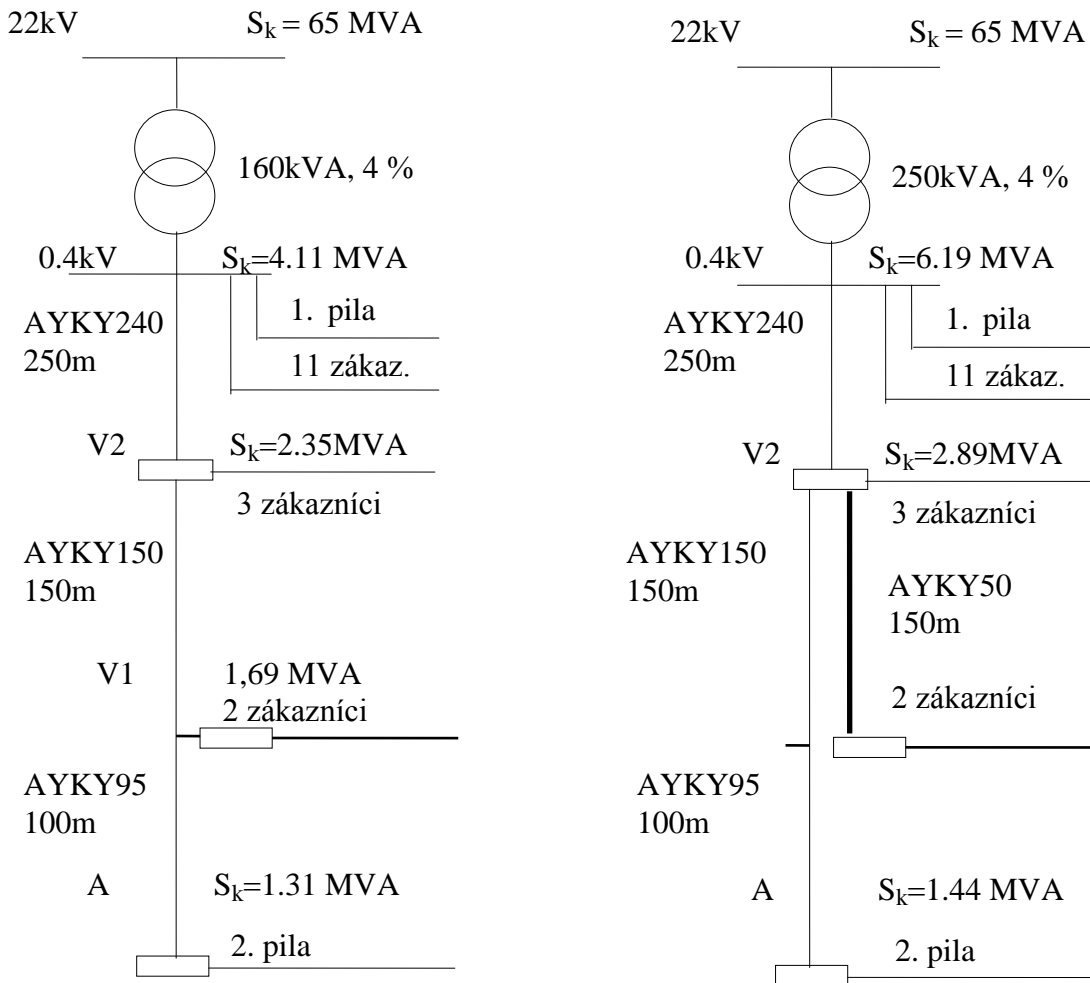 22kV
S_k = 65 MVA
160kVA, 4 %
0.4kV
S_k=4.11 MVA
1. pila
AYKY240
250m
11 zákaz.
V2
S_k=2.35MVA
3 zákazníci
AYKY150
150m
V1
1,69 MVA
2 zákazníci
AYKY95
100m
A
S_k=1.31 MVA
2. pila
22kV
S_k = 65 MVA
250kVA, 4 %
0.4kV
S_k=6.19 MVA
1. pila
AYKY240
250m
11 zákaz.
V2
S_k=2.89MVA
3 zákazníci
AYKY150
150m
AYKY50
150m
2 zákazníci
AYKY95
100m
A
S_k=1.44 MVA
2. pila